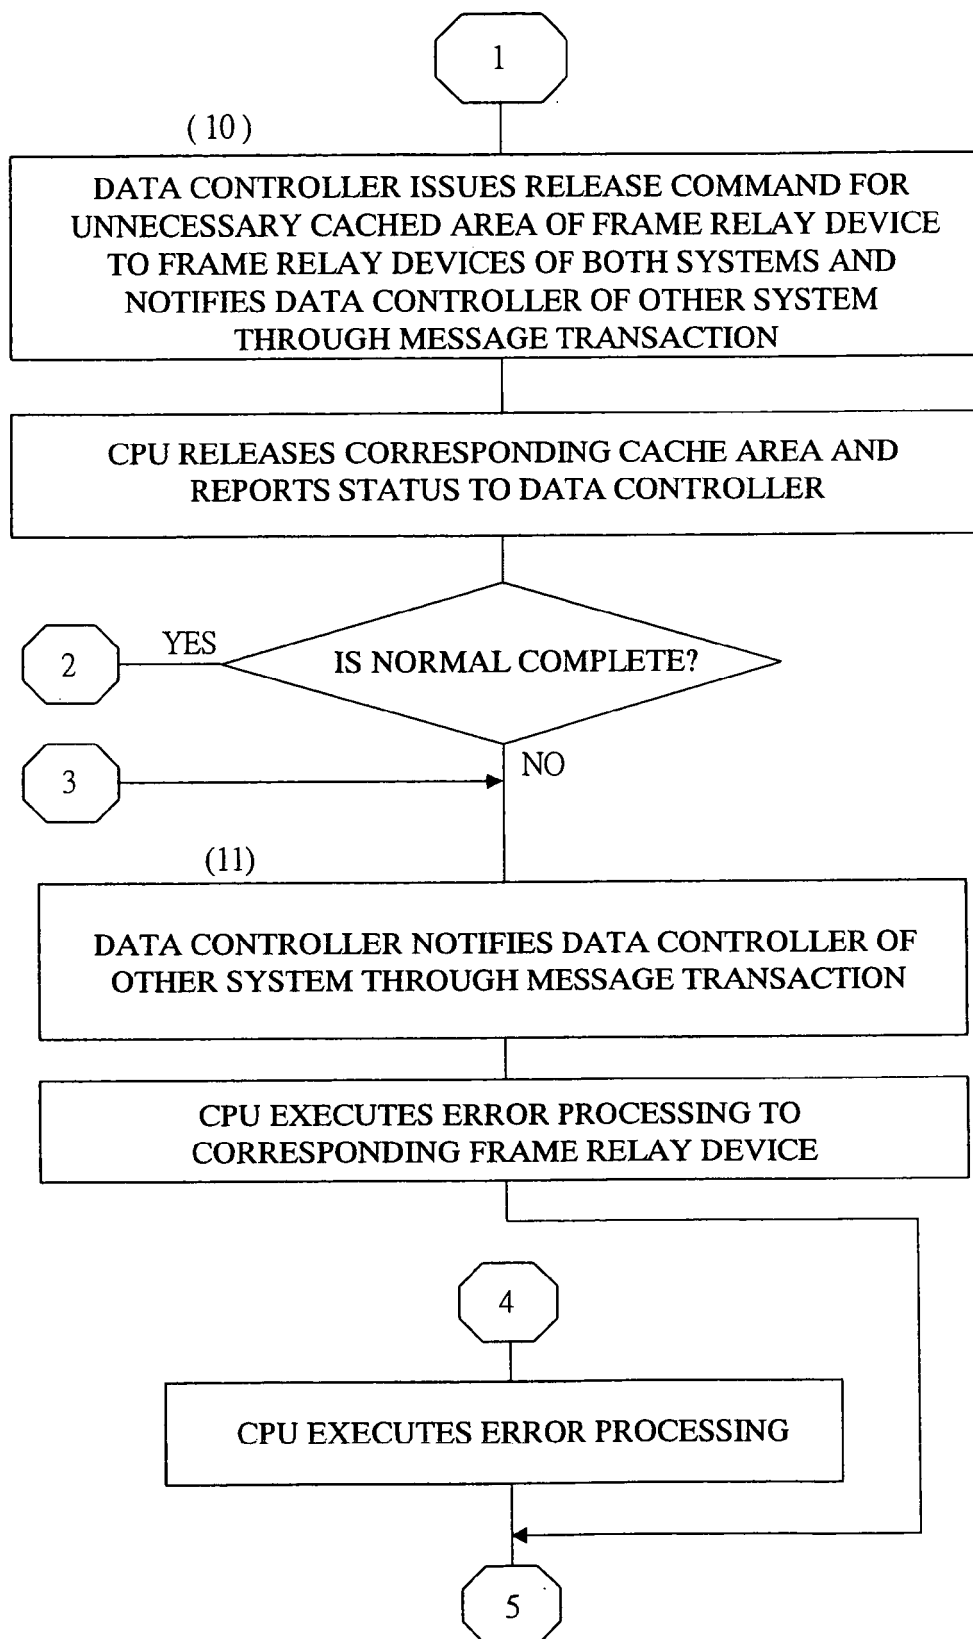 1
(10)
DATA CONTROLLER ISSUES RELEASE COMMAND FOR
UNNECESSARY CACHED AREA OF FRAME RELAY DEVICE
TO FRAME RELAY DEVICES OF BOTH SYSTEMS AND
NOTIFIES DATA CONTROLLER OF OTHER SYSTEM
THROUGH MESSAGE TRANSACTION
CPU RELEASES CORRESPONDING CACHE AREA AND
REPORTS STATUS TO DATA CONTROLLER
2
YES
IS NORMAL COMPLETE?
3
NO
(11)
DATA CONTROLLER NOTIFIES DATA CONTROLLER OF
OTHER SYSTEM THROUGH MESSAGE TRANSACTION
CPU EXECUTES ERROR PROCESSING TO
CORRESPONDING FRAME RELAY DEVICE
4
CPU EXECUTES ERROR PROCESSING
5